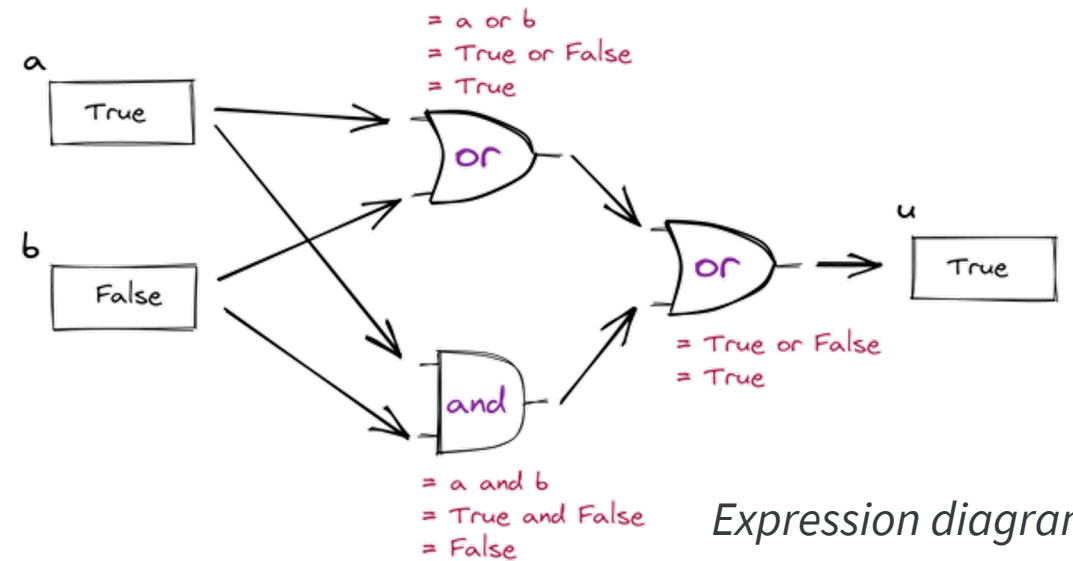 = a or b
= True or False
= True
a
True
or
b
False
or
u
True
= True or False
= True
and
= a and b
= True and False
= False
Expression diagram